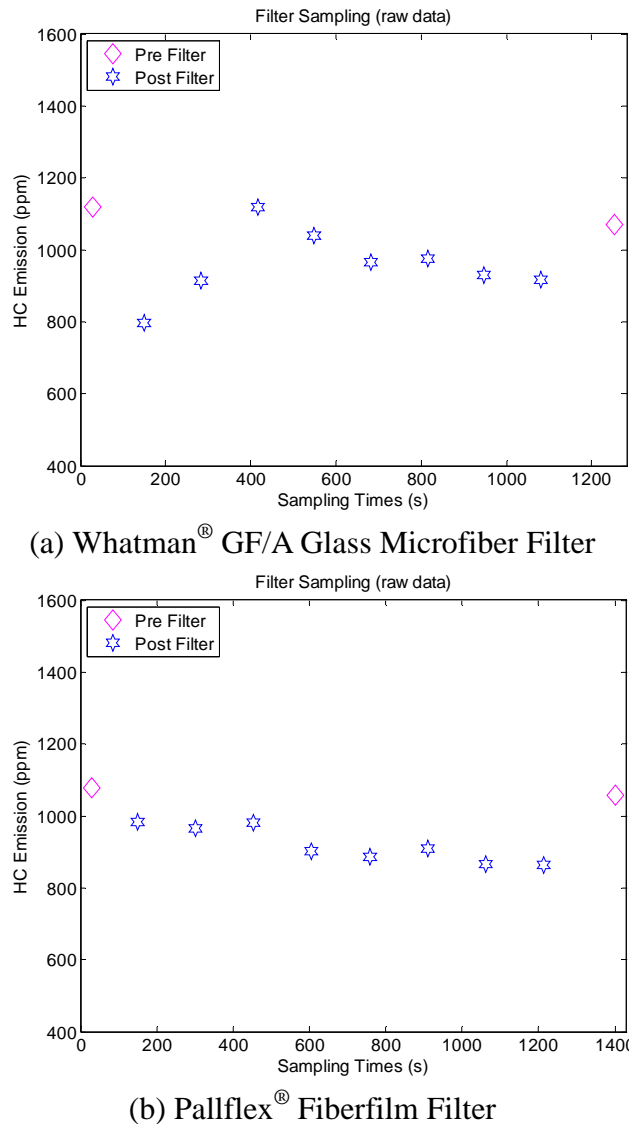 Filter Sampling (raw data)
1600
Pre Filter
Post Filter
1400
1200
1000
800
600
400
HC Emission (ppm)
200 400 600 800 1000 1200
Sampling Times (s)
(a) Whatman® GF/A Glass Microfiber Filter
Filter Sampling (raw data)
1600
Pre Filter
Post Filter
1400
1200
1000
800
600
400
HC Emission (ppm)
0 200 400 600 800 1000 1200 1400
Sampling Times (s)
(b) Pallflex® Fiberfilm Filter